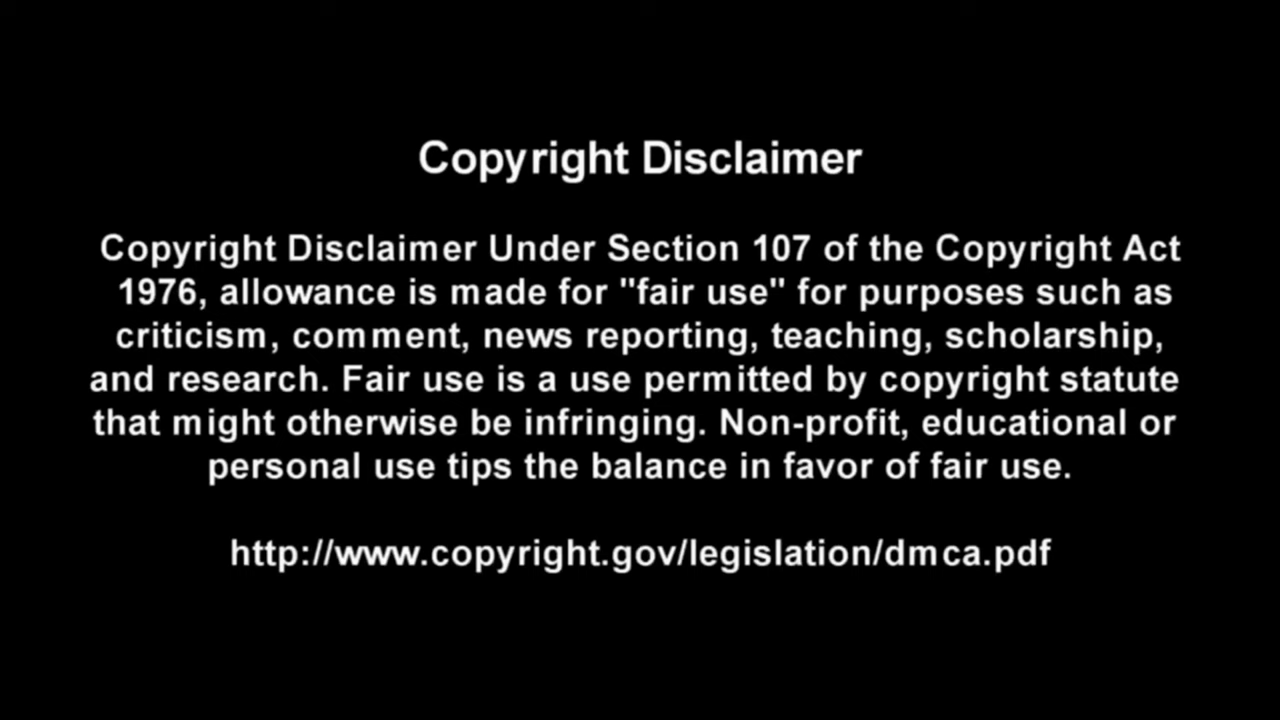 Copyright Disclaimer
Copyright Disclaimer Under Section 107 of the Copyright Act
1976, allowance is made for "fair use" for purposes such as
criticism, comment, news reporting, teaching, scholarship,
and research. Fair use is a use permitted by copyright statute
that might otherwise be infringing. Non-profit, educational or
personal use tips the balance in favor of fair use.
http://www.copyright.gov/legislation/dmca.pdf